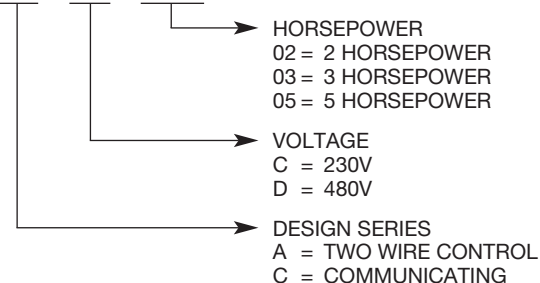 HORSEPOWER
02 = 2 HORSEPOWER
03 = 3 HORSEPOWER
05 = 5 HORSEPOWER
VOLTAGE
C = 230V
D = 480V
DESIGN SERIES
A = TWO WIRE CONTROL
C = COMMUNICATING